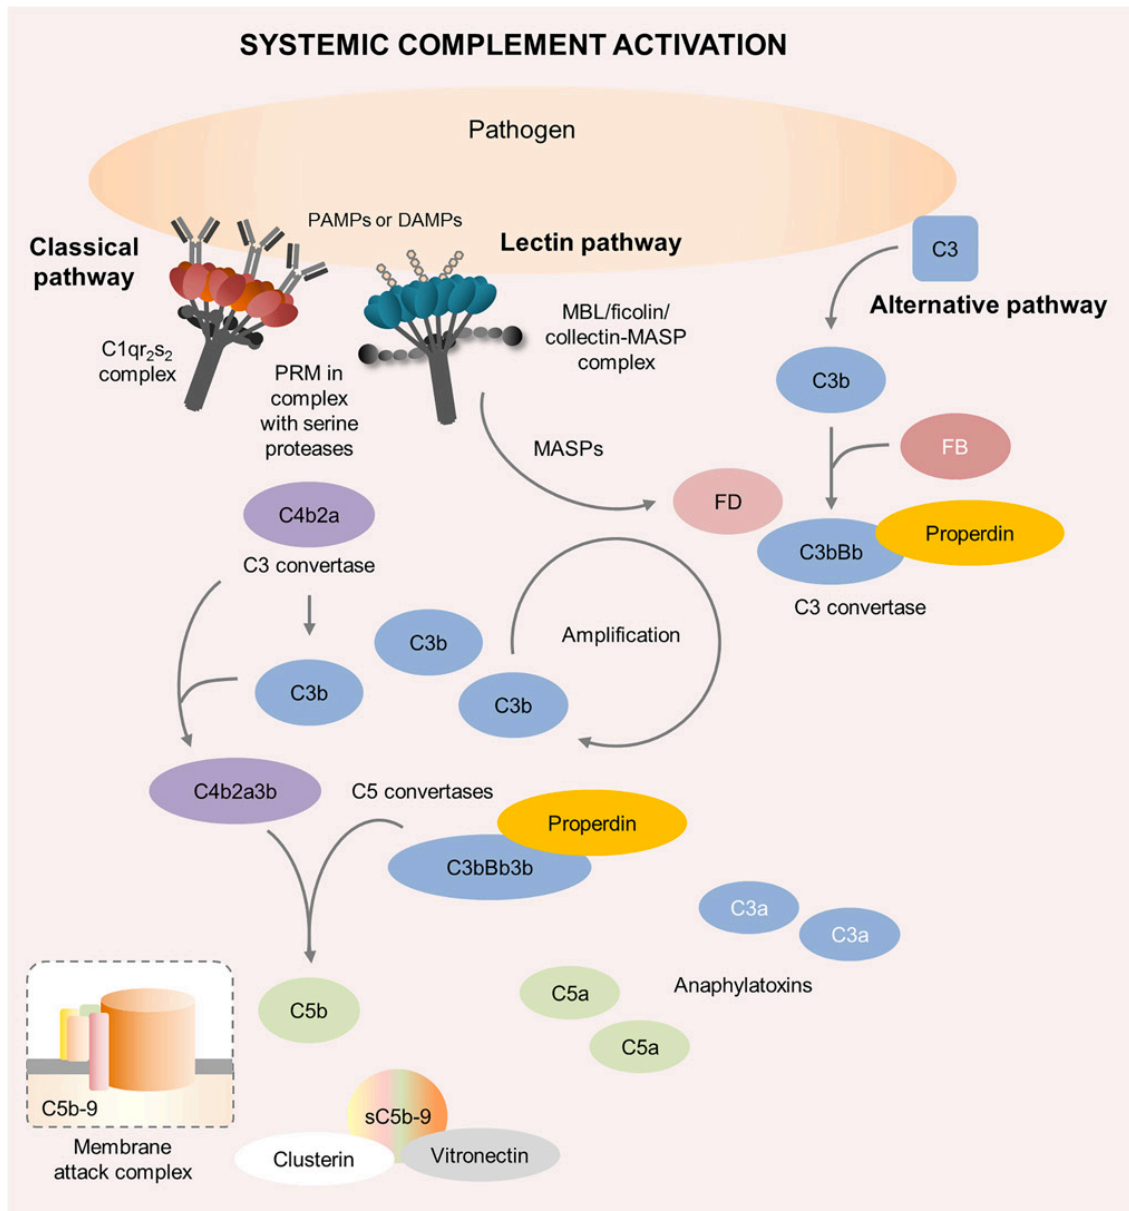 SYSTEMIC COMPLEMENT ACTIVATION
Pathogen
PAMPs or DAMPs
Classical
pathway
Lectin pathway
C3
Alternative pathway
MBL/ficolin/
collectin-MASP
complex
C1qr₂s₂
complex
PRM in
complex
with serine
proteases
C3b
MASPs
FB
FD
C4b2a
C3 convertase
Properdin
C3bBb
C3 convertase
C3b
Amplification
C3b
C3b
C4b2a3b
C5 convertases
Properdin
C3bBb3b
C3a
C3a
Anaphylatoxins
C5b
C5a
C5a
C5b-9
Membrane
attack complex
sC5b-9
Clusterin
Vitronectin